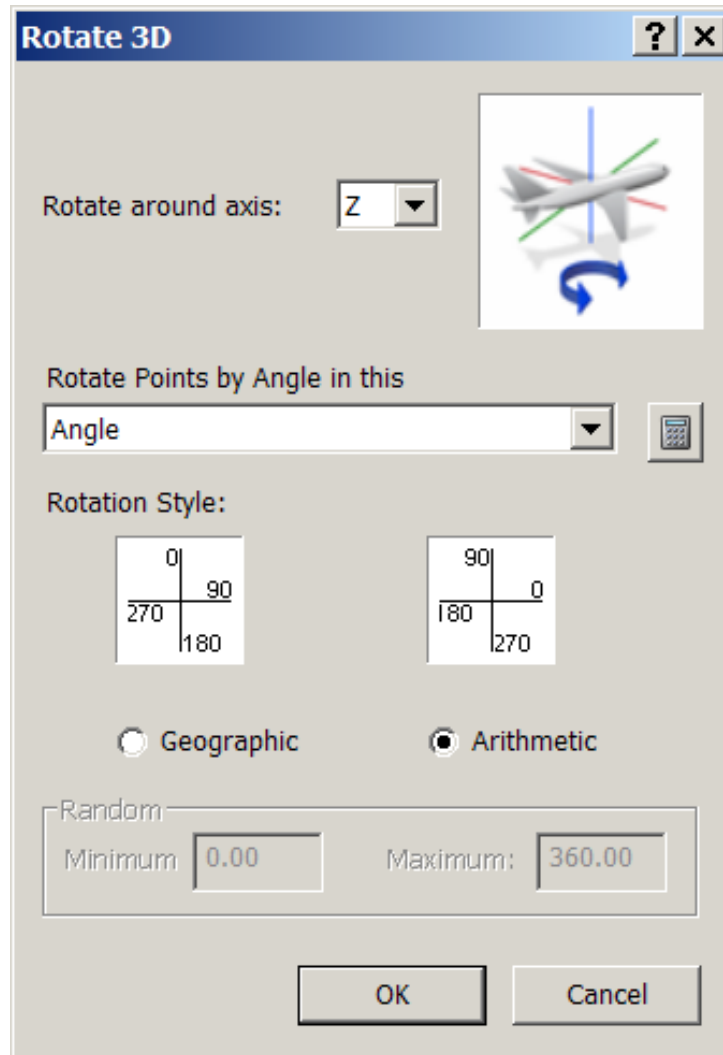 Rotate 3D
Rotate around axis: Z
Rotate Points by Angle in this
Angle
Rotation Style:
0 90
90 0
270 180
180 270
Geographic Arithmetic
Random
Minimum 0.00 Maximum: 360.00
OK Cancel